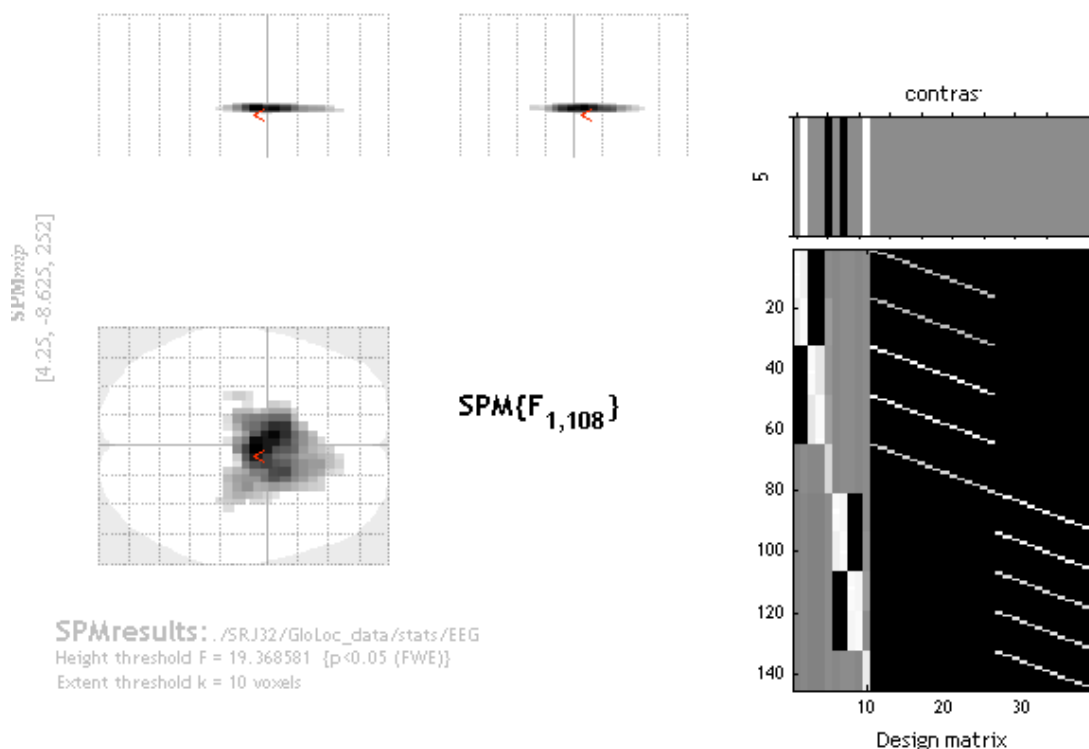 contras
5
SPMmip
[4.25, -8.625, 252]
SPM{F1,108}
20
40
60
80
100
120
140
10
20
30
Design matrix
SPMresults: ./SRJ32/GloLoc_data/stats/EEG
Height threshold F = 19.368581 {p<0.05 (FWE)}
Extent threshold k = 10 voxels